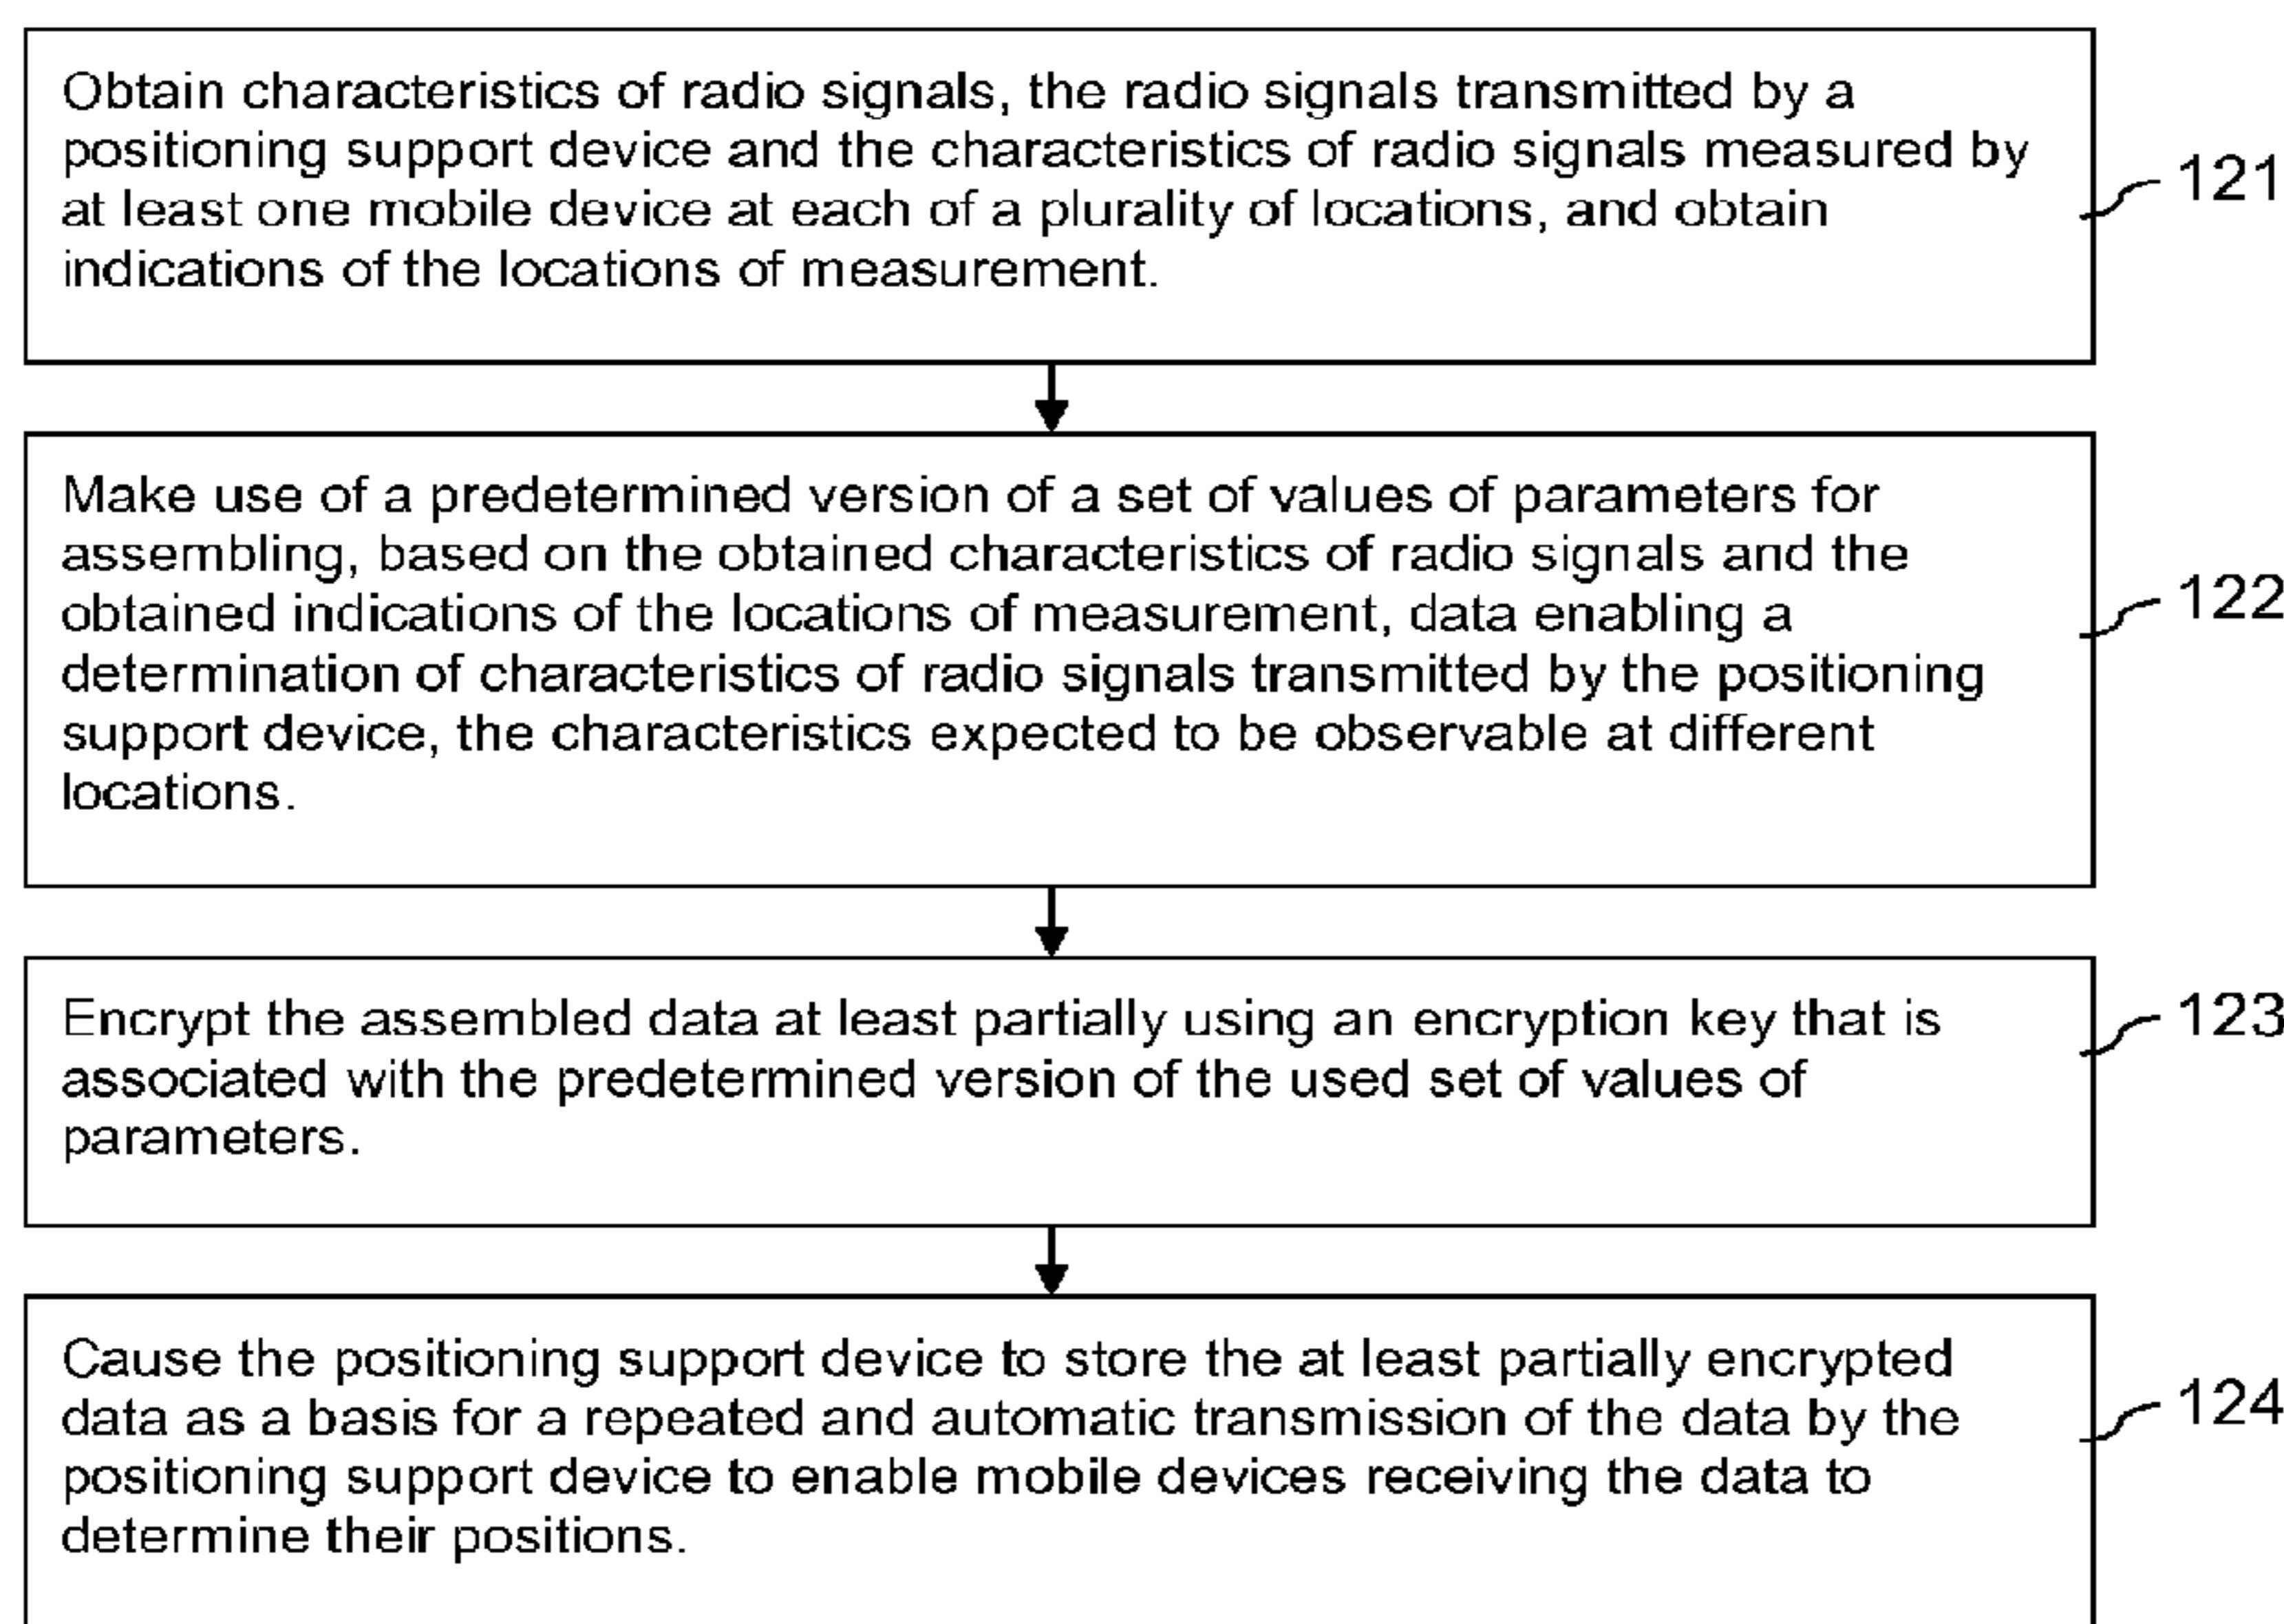 Obtain characteristics of radio signals, the radio signals transmitted by a
positioning support device and the characteristics of radio signals measured by
at least one mobile device at each of a plurality of locations, and obtain
indications of the locations of measurement.
121
Make use of a predetermined version of a set of values of parameters for
assembling, based on the obtained characteristics of radio signals and the
obtained indications of the locations of measurement, data enabling a
determination of characteristics of radio signals transmitted by the positioning
support device, the characteristics expected to be observable at different
locations.
122
Encrypt the assembled data at least partially using an encryption key that is
associated with the predetermined version of the used set of values of
parameters.
123
Cause the positioning support device to store the at least partially encrypted
data as a basis for a repeated and automatic transmission of the data by the
positioning support device to enable mobile devices receiving the data to
determine their positions.
124